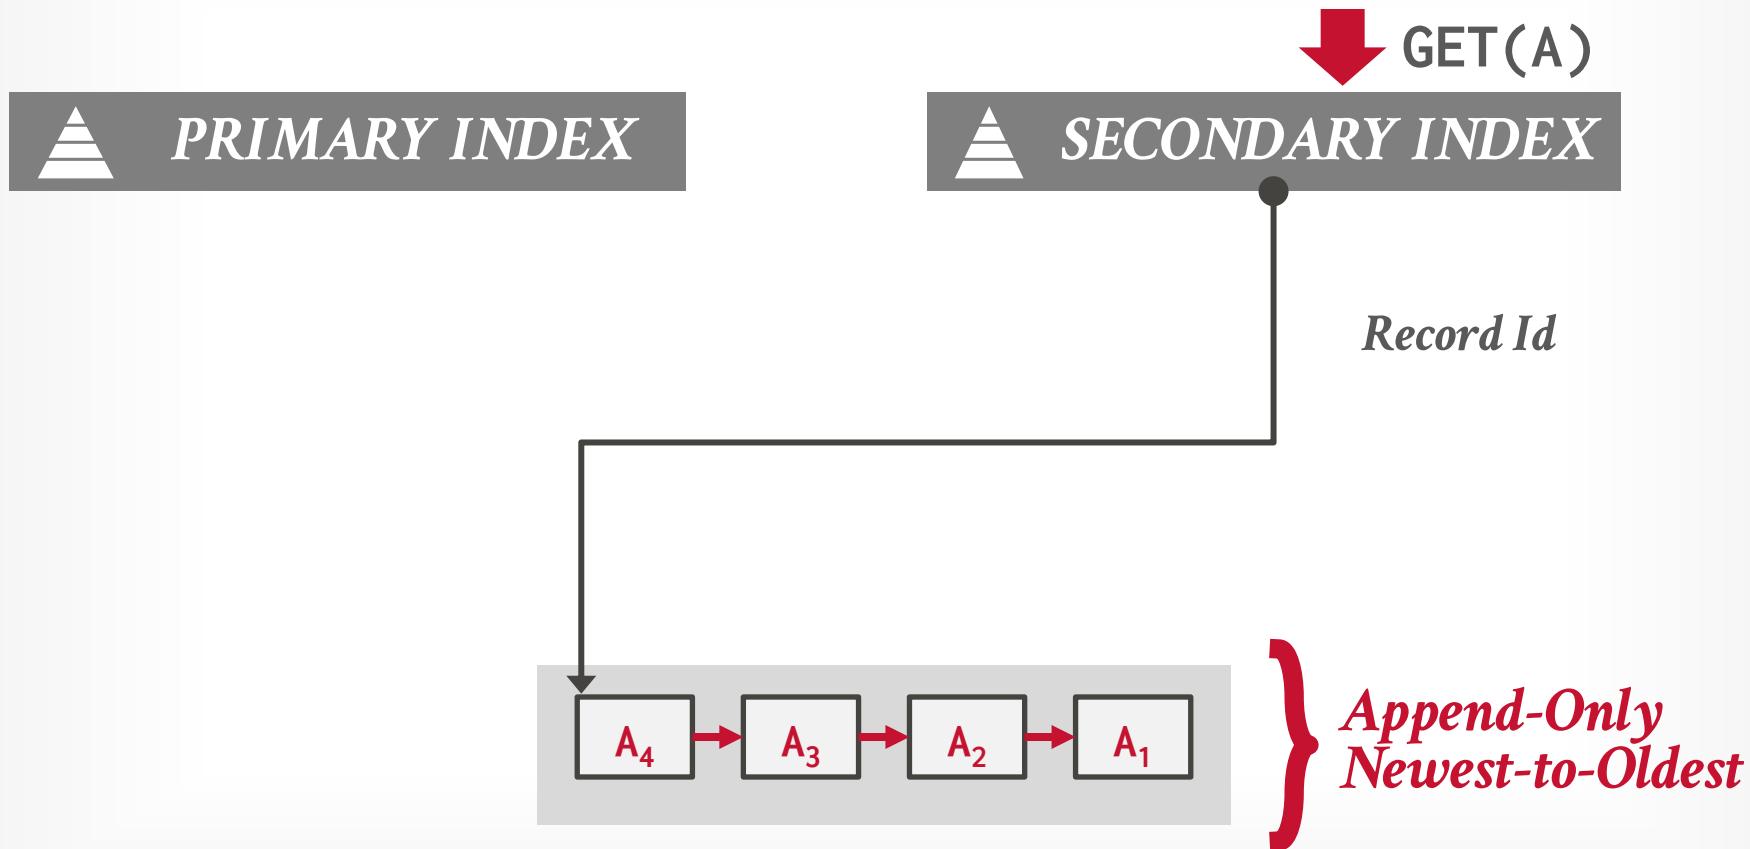 GET(A)
PRIMARY INDEX
SECONDARY INDEX
Record Id
A4
A3
A2
A1
Append-Only
Newest-to-Oldest